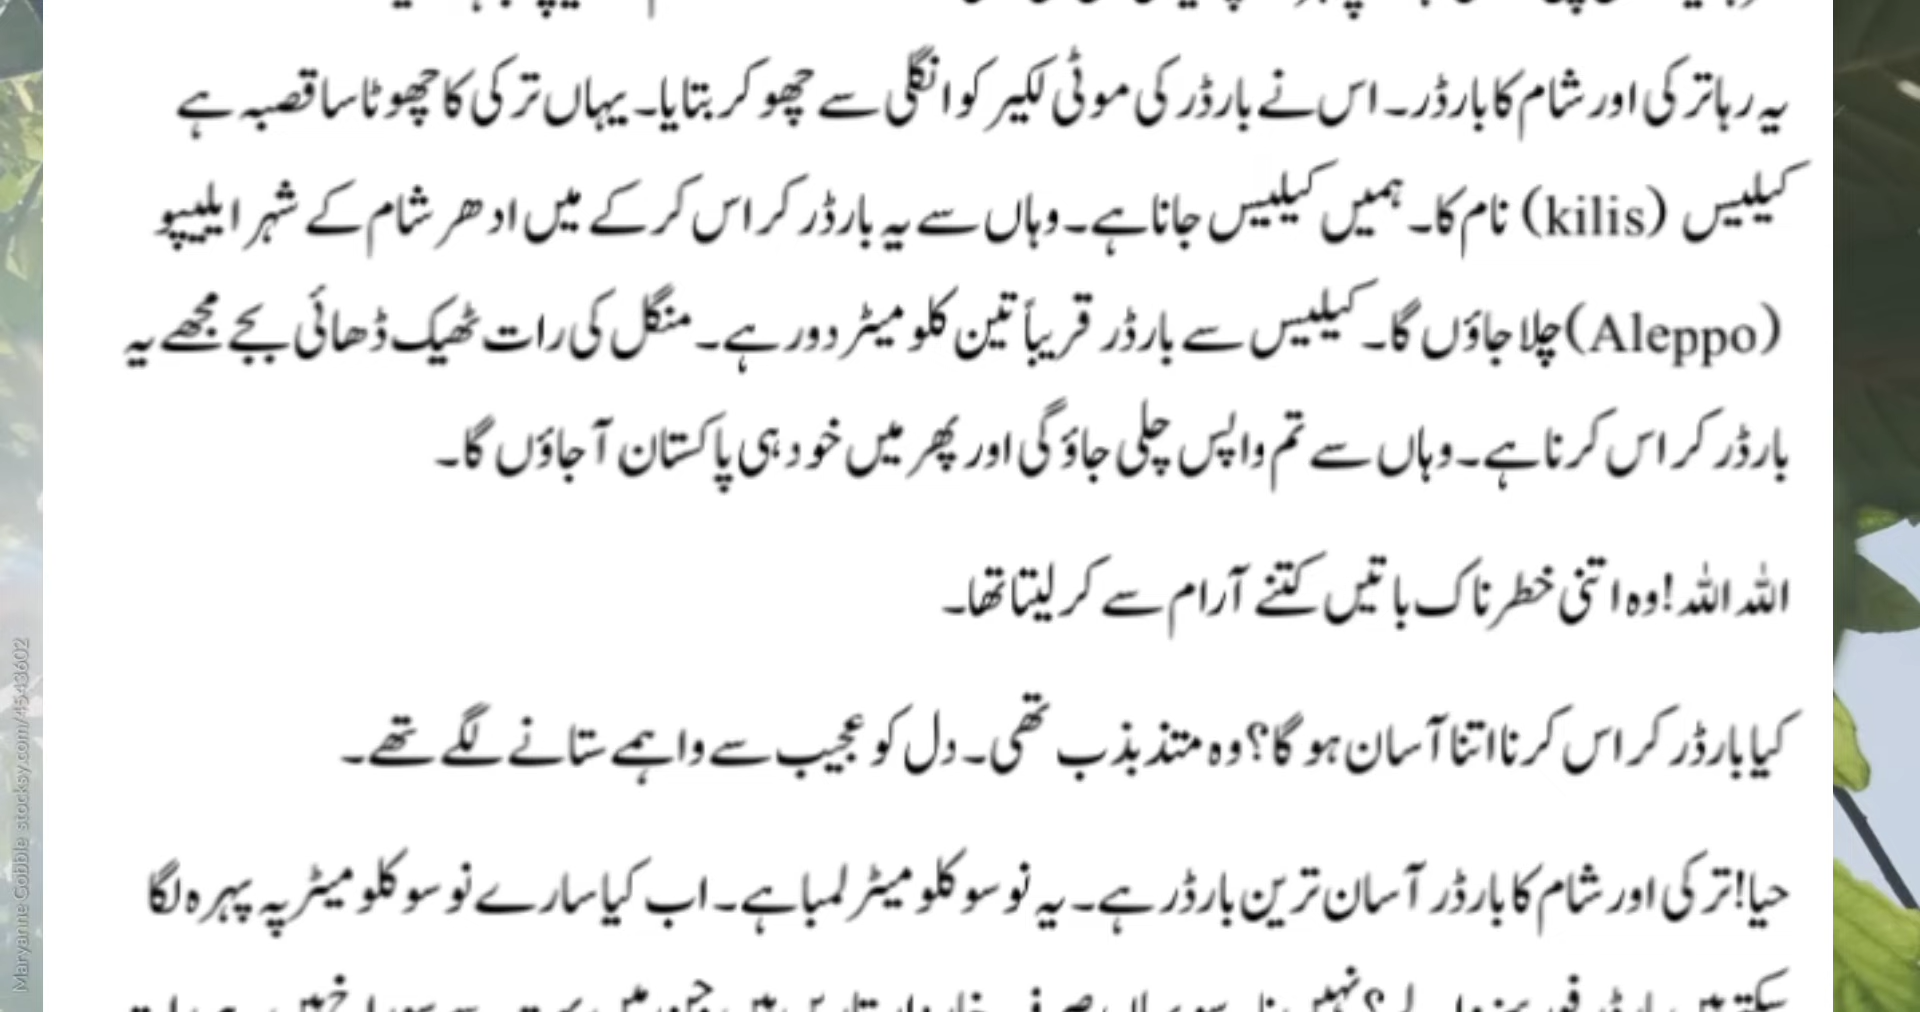 یہ رہا ترکی اور شام کا بارڈر۔ اس نے بارڈر کی موٹی لکیر کو انگلی سے چھو کر بتایا۔ یہاں ترکی کا چھوٹا سا قصبہ ہے
کیلیس (kilis) نام کا۔ ہمیں کیلیس جانا ہے۔ وہاں سے یہ بارڈر کراس کر کے میں ادھر شام کے شہر ایلیپو
(Aleppo) چلا جاؤں گا۔ کیلیس سے بارڈر قریباً تین کلو میٹر دور ہے۔ منگل کی رات ٹھیک ڈھائی بجے مجھے یہ
بارڈر کراس کرنا ہے۔ وہاں سے تم واپس چلی جاؤ گی اور پھر میں خود ہی پاکستان آ جاؤں گا۔
اللہ اللہ! وہ اتنی خطرناک باتیں کتنے آرام سے کر لیتا تھا۔
کیا بارڈر کراس کرنا اتنا آسان ہو گا؟ وہ متذبذب تھی۔ دل کو عجیب سے واہمے ستانے لگے تھے۔
حیا! ترکی اور شام کا بارڈر آسان ترین بارڈر ہے۔ یہ نو سو کلو میٹر لمبا ہے۔ اب کیا سارے نو سو کلو میٹر پہ پہرہ لگا
Maryanne Gobble stocksy.com/4543602